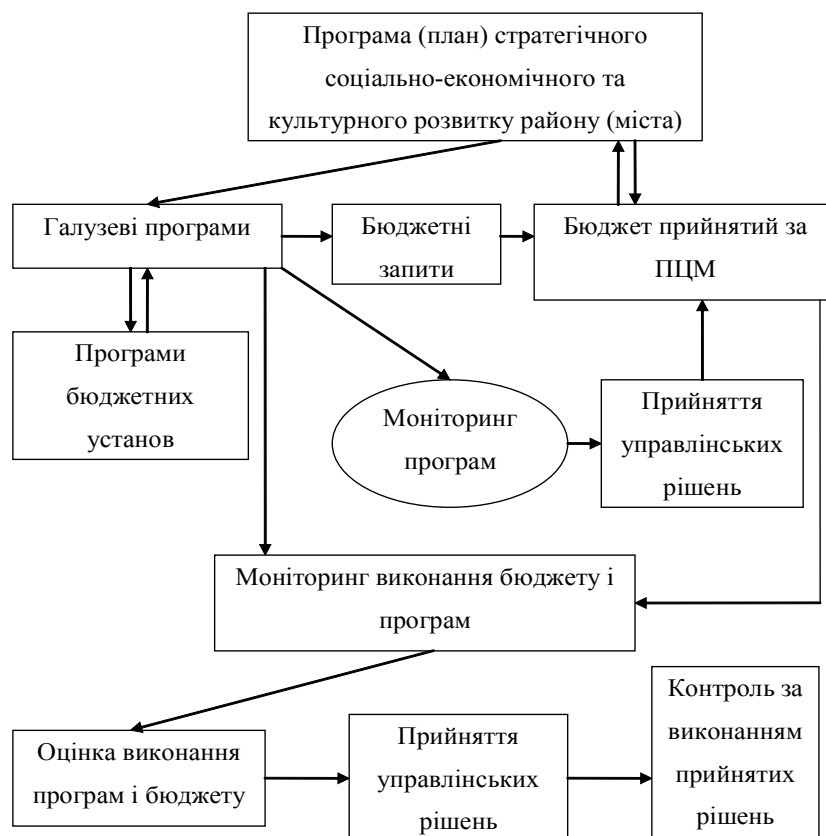 Програма (план) стратегічного
соціально-економічного та
культурного розвитку району (міста)
Галузеві програми
Бюджетні
запити
Бюджет прийнятий за
ПЦМ
Програми
бюджетних
установ
Моніторинг
програм
Прийняття
управлінських
рішень
Моніторинг виконання бюджету і
програм
Оцінка виконання
програм і бюджету
Прийняття
управлінських
рішень
Контроль за
виконанням
прийнятих
рішень